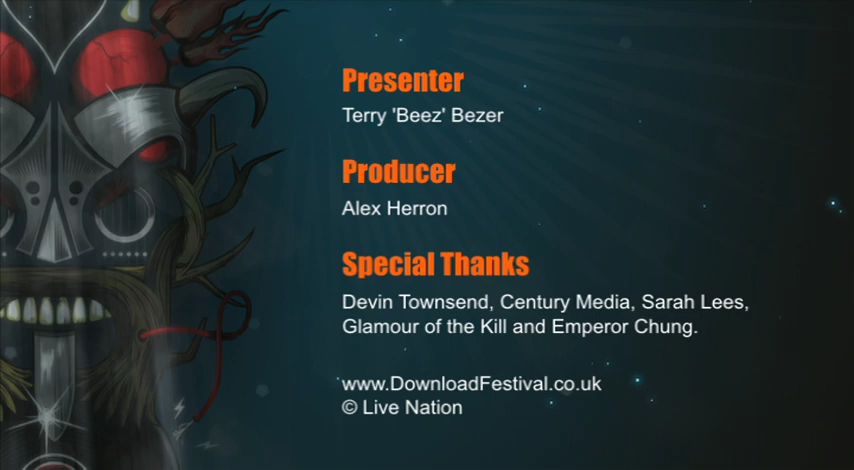 Presenter
Terry 'Beez' Bezer
Producer
Alex Herron
Special Thanks
Devin Townsend, Century Media, Sarah Lees,
Glamour of the Kill and Emperor Chung.
www.DownloadFestival.co.uk
© Live Nation